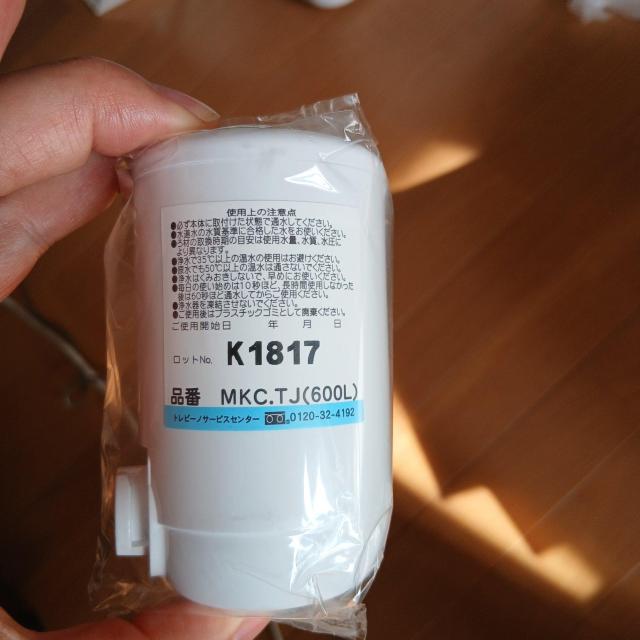 使用上の注意点
●必ず本体に取付けた状態で通水してください。
●水道水の水質基準に合格した水をお使いください。
●ろ材の取換時期の目安は使用水量、水質、水圧に
より異なります。
●浄水で35℃以上の温水の使用はお避けください。
●原水でも50℃以上の温水は通さないでください。
●浄水はくみおきしないで、早めにお使いください。
●毎日の使い始めは10秒ほど、長時間使用しなかった
後は60秒ほど通水してからご使用ください。
●浄水器を凍結させないでください。
●ご使用後はプラスチックゴミとして廃棄ください。
ご使用開始日 年 月 日
ロットNo. K1817
品番 MKC.TJ(600L)
トレビーノサービスセンター 0120-32-4192